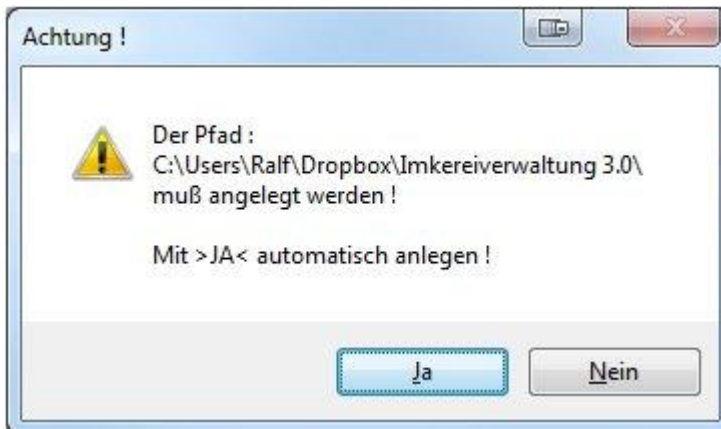 Achtung !
Der Pfad :
C:\Users\Ralf\Dropbox\Imkereiverwaltung 3.0\
muß angelegt werden !
Mit >JA< automatisch anlegen !
Ja
Nein